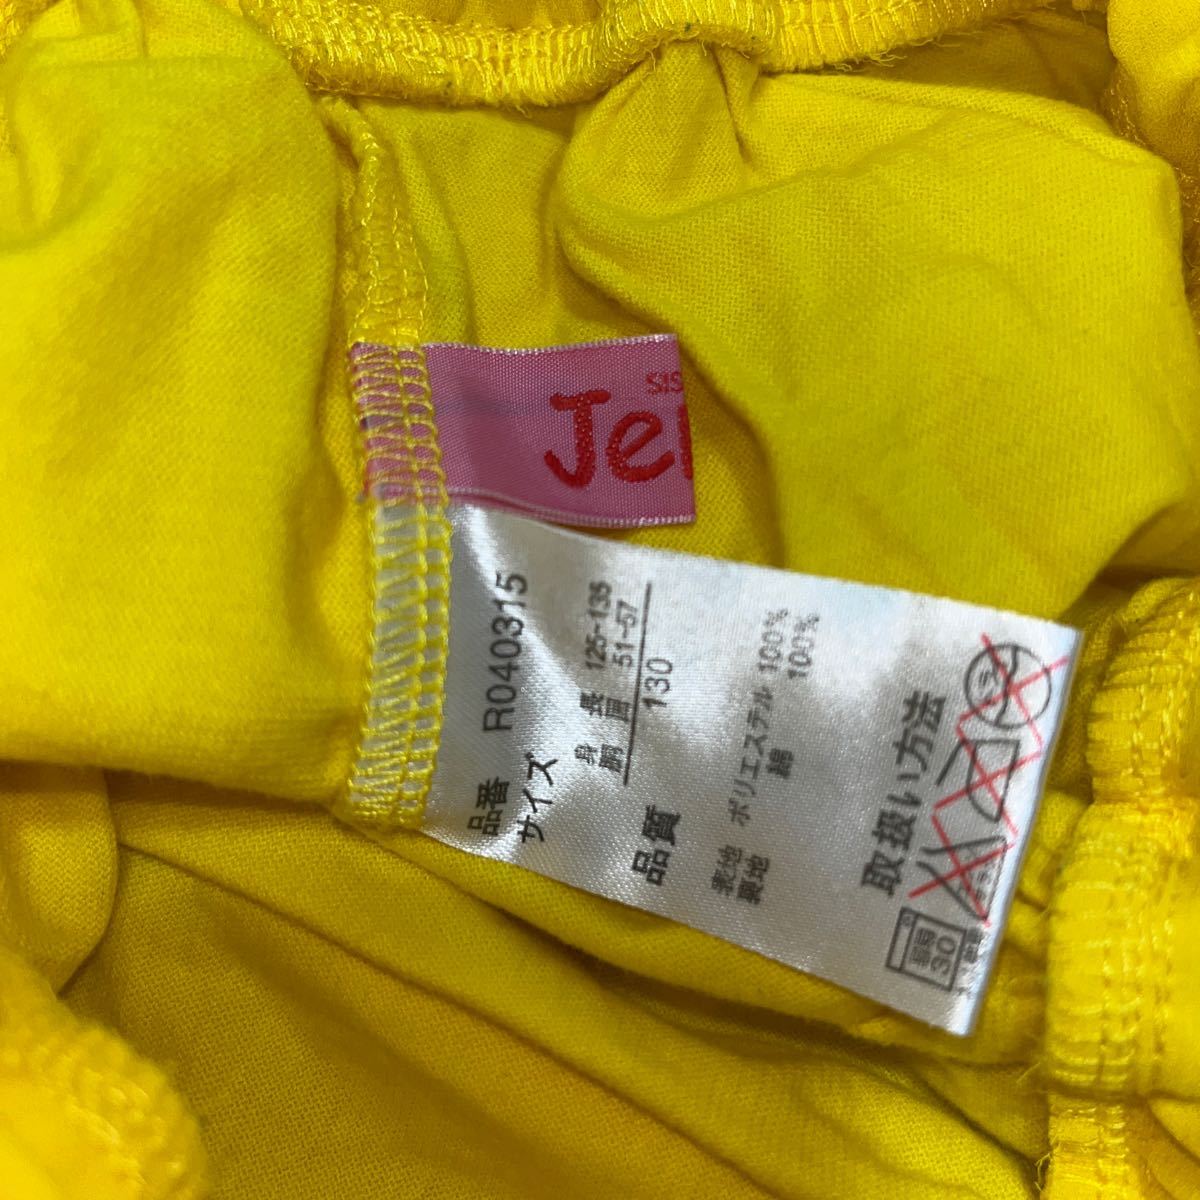 SIS
Je
品番 R040315
サイズ
身長 125-135
胴囲 51-57
130
品質
表地 ポリエステル 100%
裏地 綿 100%
取扱い方法
30